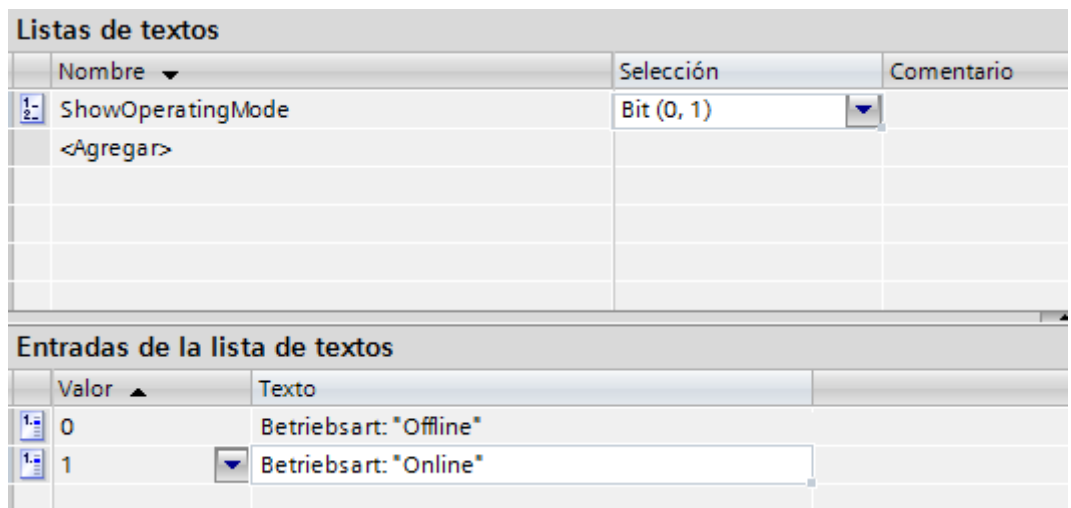 Listas de textos
Nombre Selección Comentario
ShowOperatingMode Bit (0, 1)
<Agregar>
Entradas de la lista de textos
Valor Texto
0 Betriebsart: "Offline"
1 Betriebsart: "Online"